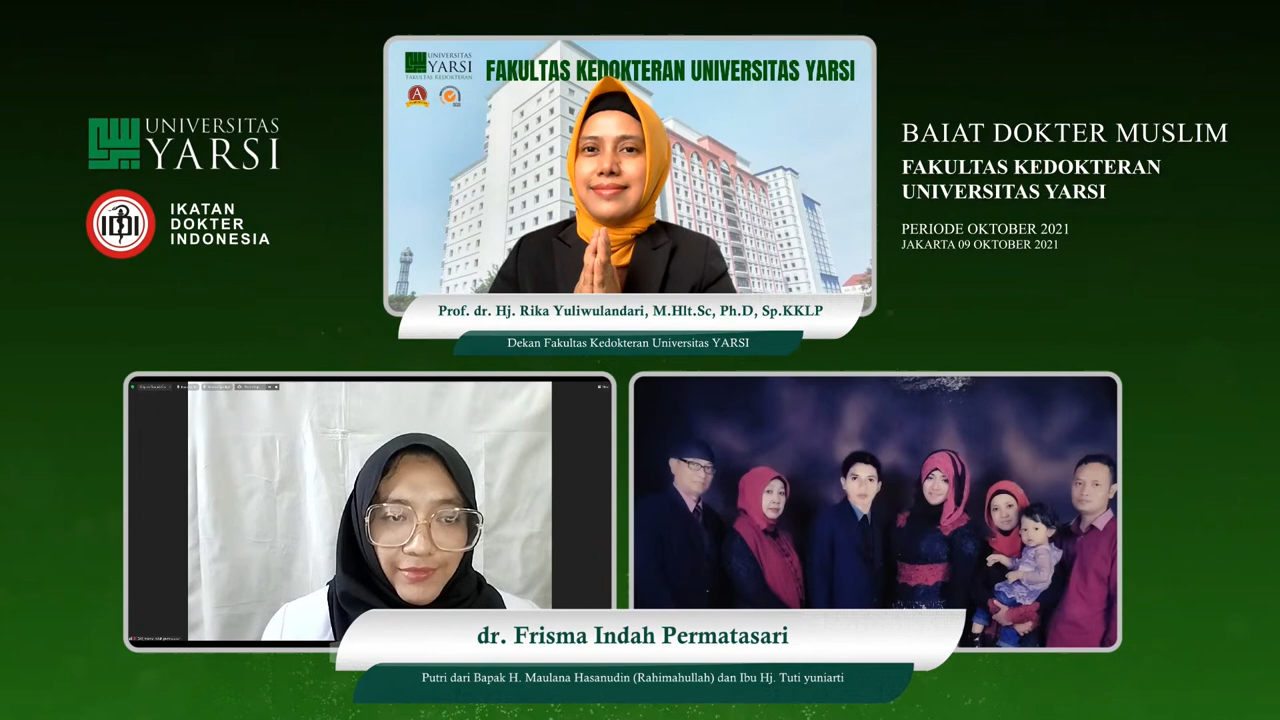 UNIVERSITAS
YARSI
IKATAN
DOKTER
INDONESIA
UNIVERSITAS
YARSI
FAKULTAS KEDOKTERAN
A
FAKULTAS KEDOKTERAN UNIVERSITAS YARSI
Prof. dr. Hj. Rika Yuliwulandari, M.Hlt.Sc, Ph.D, Sp.KKLP
Dekan Fakultas Kedokteran Universitas YARSI
BAIAT DOKTER MUSLIM
FAKULTAS KEDOKTERAN
UNIVERSITAS YARSI
PERIODE OKTOBER 2021
JAKARTA 09 OKTOBER 2021
dr. Frisma Indah Permatasari
Putri dari Bapak H. Maulana Hasanudin (Rahimahullah) dan Ibu Hj. Tuti yuniarti